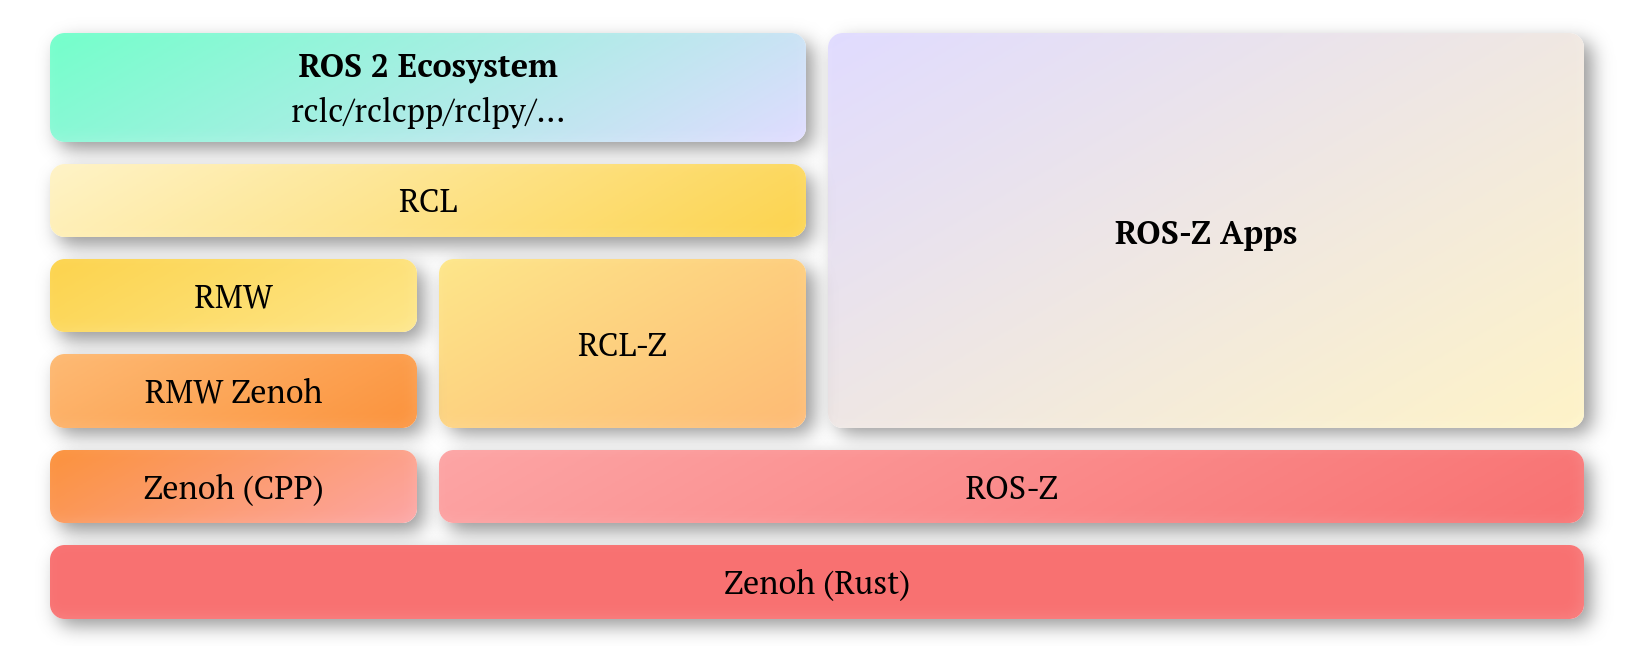 ROS 2 Ecosystem
rclc/rclcpp/rclpy/...
RCL
ROS-Z Apps
RMW
RCL-Z
RMW Zenoh
Zenoh (CPP)
ROS-Z
Zenoh (Rust)